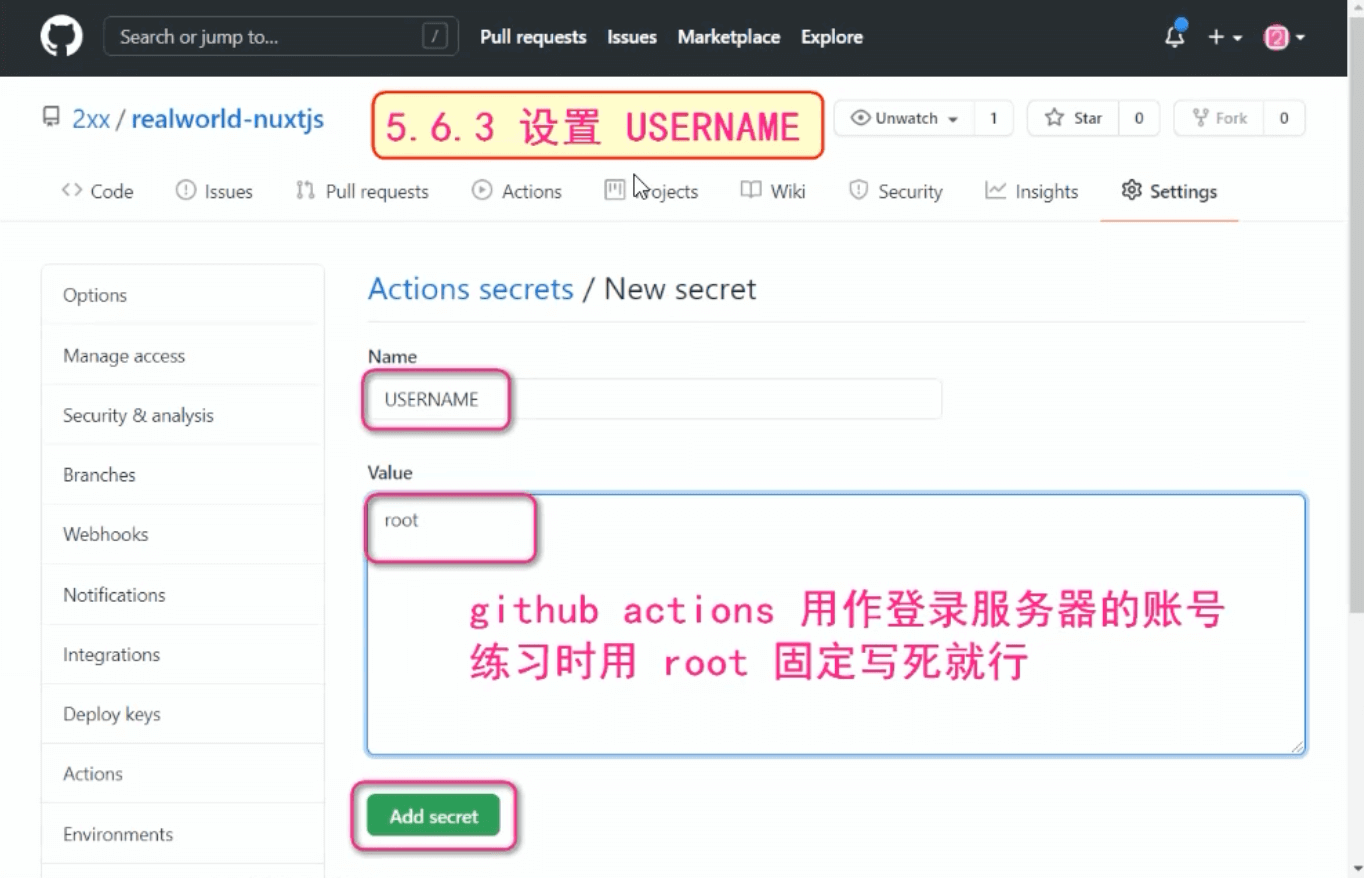 Search or jump to...
/
Pull requests
Issues
Marketplace
Explore
2xx / realworld-nuxtjs
5.6.3 设置 USERNAME
Unwatch
1
Star
0
Fork
0
Code
Issues
Pull requests
Actions
Projects
Wiki
Security
Insights
Settings
Options
Manage access
Security & analysis
Branches
Webhooks
Notifications
Integrations
Deploy keys
Actions
Environments
Actions secrets / New secret
Name
USERNAME
Value
root
github actions 用作登录服务器的账号
练习时用 root 固定写死就行
Add secret